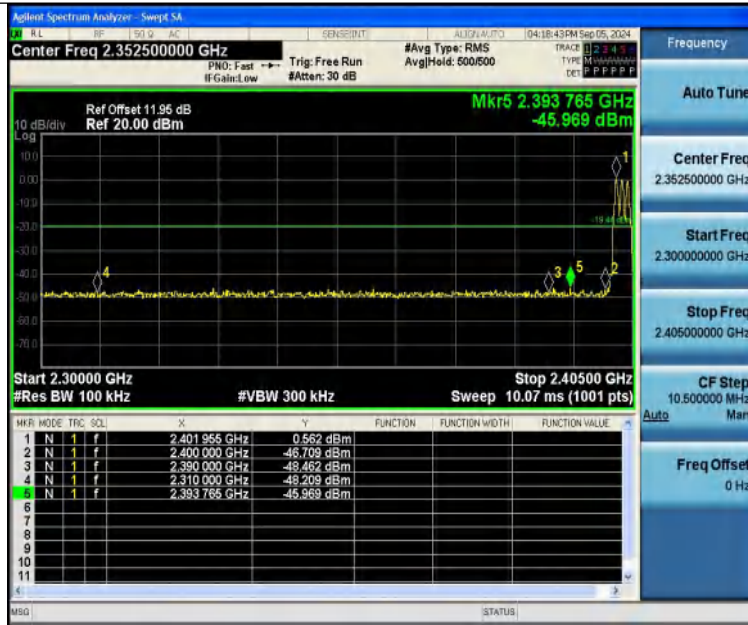 Agilent Spectrum Analyzer - Swept SA
RL RF 50 Ω AC SENSE:INT ALIGNAUTO 04:18:43PM Sep 05, 2024
Center Freq 2.352500000 GHz
PNO: Fast
IFGain:Low
Trig: Free Run
#Atten: 30 dB
#Avg Type: RMS
Avg|Hold: 500/500
TRACE 1 2 3 4 5
TYPE M
DET P P P P P P
Frequency
Auto Tune
Center Freq
2.352500000 GHz
Start Freq
2.300000000 GHz
Stop Freq
2.405000000 GHz
CF Step
10.500000 MHz
Auto Man
Freq Offset
0 Hz
Ref Offset 11.95 dB
Ref 20.00 dBm
10 dB/div
Log
Mkr5 2.393 765 GHz
-45.969 dBm
10.0
0.00
-10.0
-20.0
-30.0
-40.0
-50.0
-60.0
-70.0
1
4
3
5
2
Start 2.30000 GHz
Stop 2.40500 GHz
#Res BW 100 kHz
#VBW 300 kHz
Sweep 10.07 ms (1001 pts)
MKR MODE TRC SCL X Y FUNCTION FUNCTION WIDTH FUNCTION VALUE
1 N 1 f 2.401 955 GHz 0.562 dBm
2 N 1 f 2.400 000 GHz -46.709 dBm
3 N 1 f 2.390 000 GHz -48.462 dBm
4 N 1 f 2.310 000 GHz -48.209 dBm
5 N 1 f 2.393 765 GHz -45.969 dBm
6
7
8
9
10
11
MSG STATUS